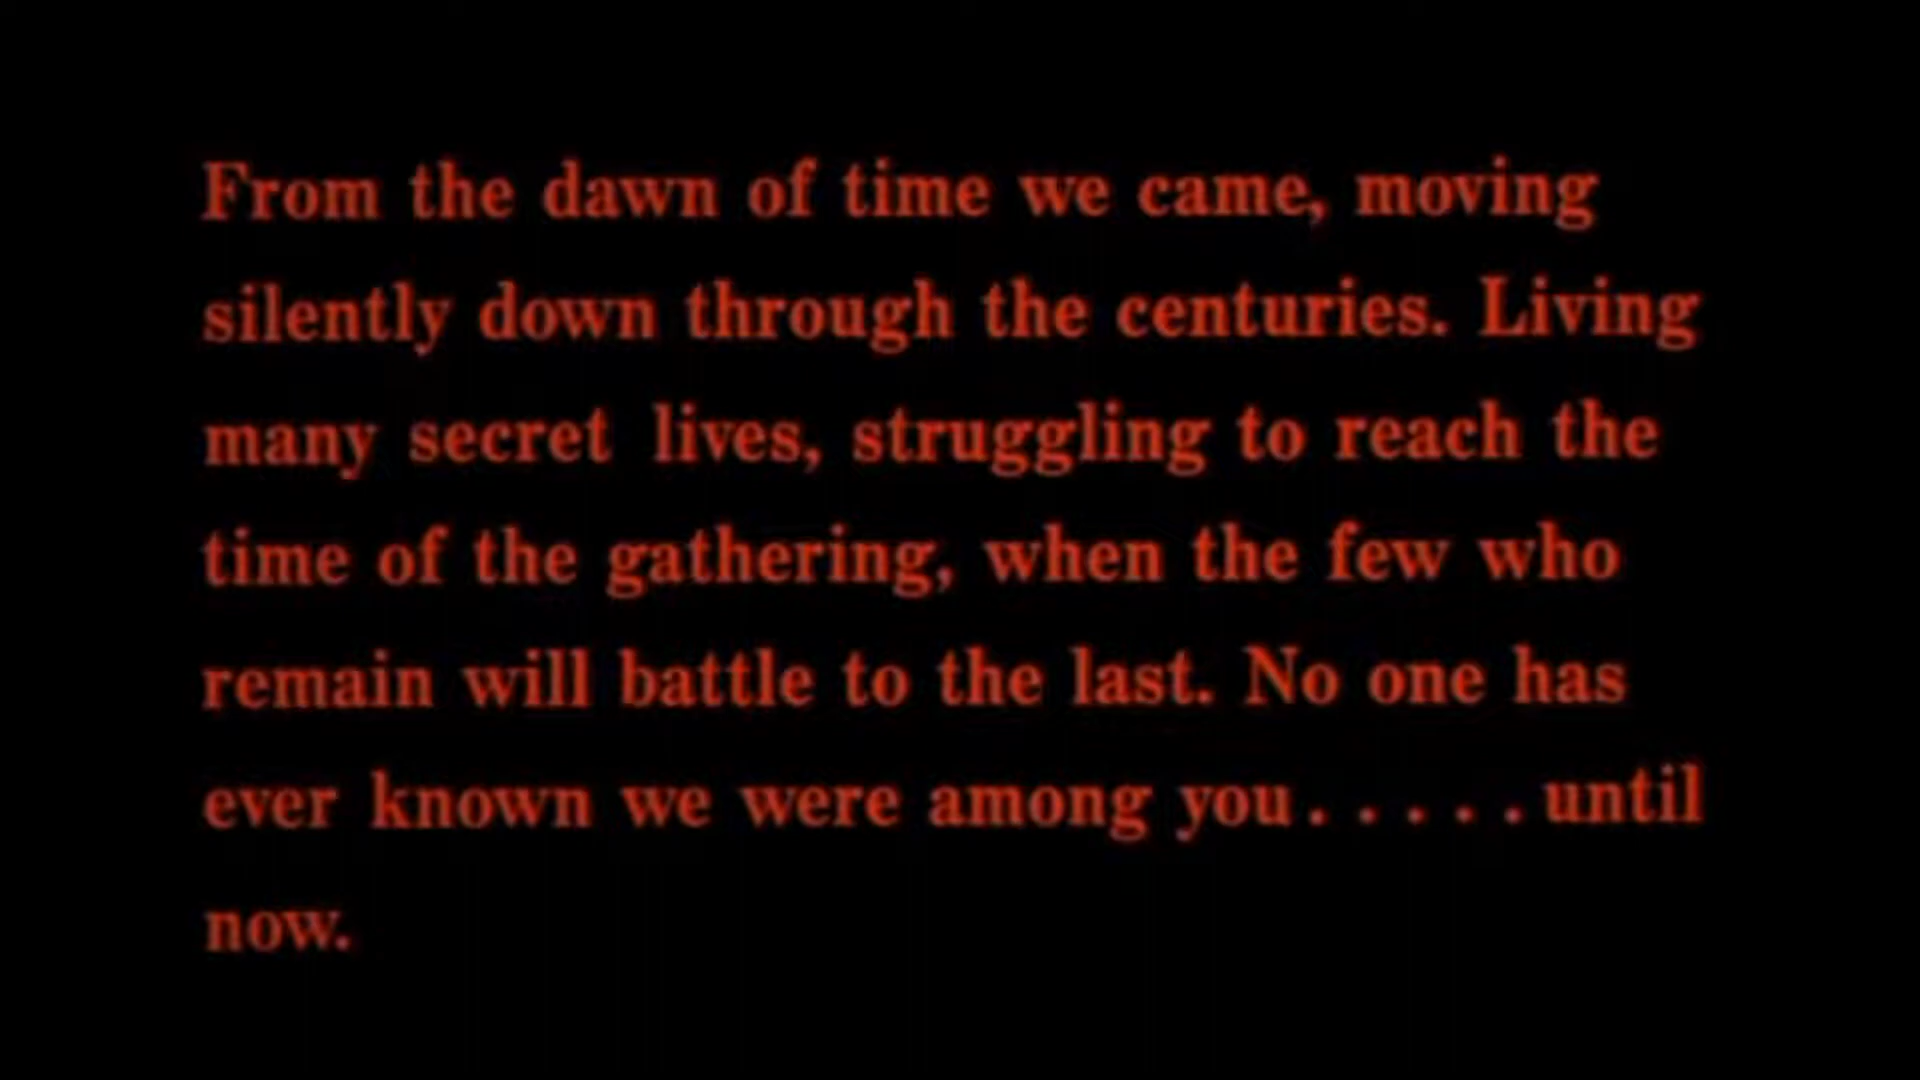 From the dawn of time we came, moving
silently down through the centuries. Living
many secret lives, struggling to reach the
time of the gathering, when the few who
remain will battle to the last. No one has
ever known we were among you.....until
now.